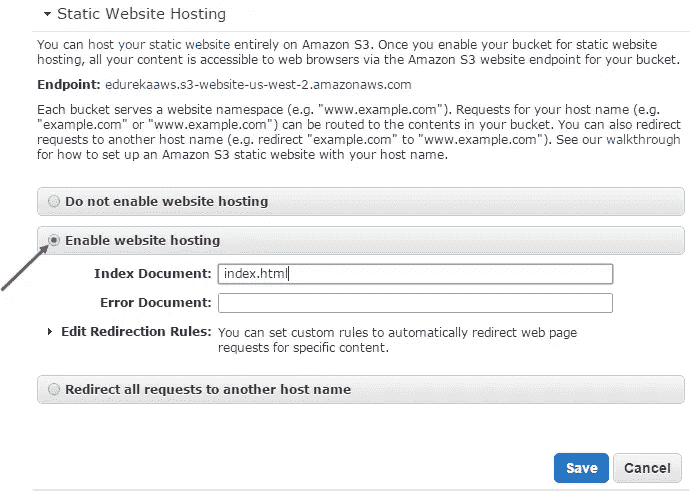 Static Website Hosting
You can host your static website entirely on Amazon S3. Once you enable your bucket for static website
hosting, all your content is accessible to web browsers via the Amazon S3 website endpoint for your bucket.
Endpoint: edurekaaws.s3-website-us-west-2.amazonaws.com
Each bucket serves a website namespace (e.g. "www.example.com"). Requests for your host name (e.g.
"example.com" or "www.example.com") can be routed to the contents in your bucket. You can also redirect
requests to another host name (e.g. redirect "example.com" to "www.example.com"). See our walkthrough
for how to set up an Amazon S3 static website with your host name.
Do not enable website hosting
Enable website hosting
Index Document: index.html
Error Document:
Edit Redirection Rules: You can set custom rules to automatically redirect web page
requests for specific content.
Redirect all requests to another host name
Save Cancel